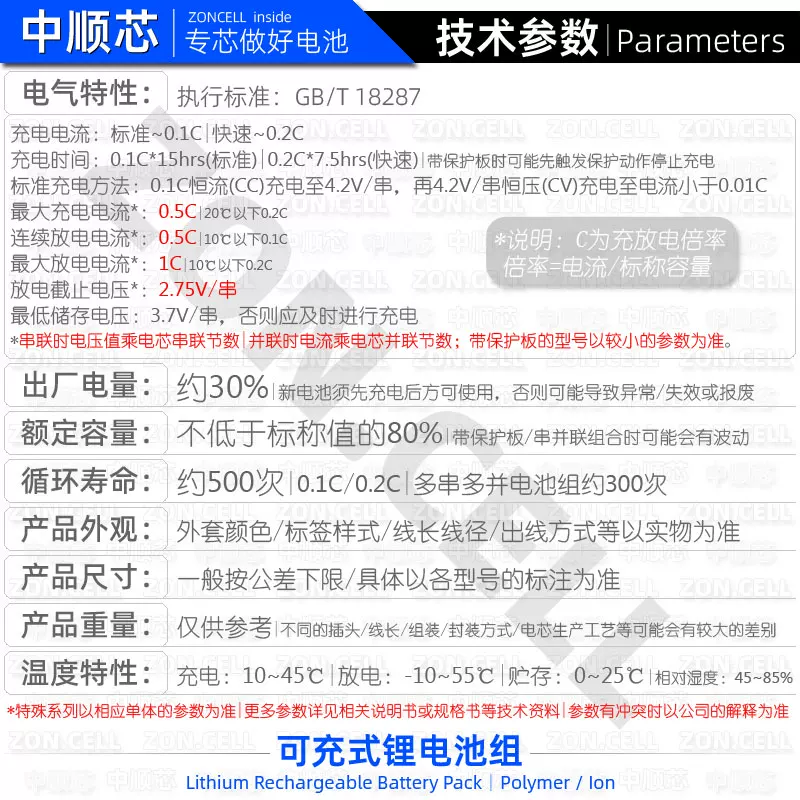 中顺芯
ZONCELL inside
专芯做好电池
技术参数|Parameters
电气特性：执行标准：GB/T 18287
充电电流：标准~0.1C|快速~0.2C
充电时间：0.1C*15hrs(标准)|0.2C*7.5hrs(快速)|带保护板时可能先触发保护动作停止充电
标准充电方法：0.1C恒流(CC)充电至4.2V/串，再4.2V/串恒压(CV)充电至电流小于0.01C
最大充电电流*：0.5C|20℃以下0.2C
连续放电电流*：0.5C|10℃以下0.1C
最大放电电流*：1C|10℃以下0.2C
放电截止电压*：2.75V/串
最低储存电压：3.7V/串，否则应及时进行充电
*串联时电压值乘电芯串联节数|并联时电流乘电芯并联节数；带保护板的型号以较小的参数为准。
*说明：C为充放电倍率
倍率=电流/标称容量
出厂电量：约30%|新电池须先充电后方可使用，否则可能导致异常/失效或报废
额定容量：不低于标称值的80%|带保护板/串并联组合时可能会有波动
循环寿命：约500次|0.1C/0.2C|多串多并电池组约300次
产品外观：外套颜色/标签样式/线长线径/出线方式等以实物为准
产品尺寸：一般按公差下限/具体以各型号的标注为准
产品重量：仅供参考|不同的插头/线长/组装/封装方式/电芯生产工艺等可能会有较大的差别
温度特性：充电：10~45℃|放电：-10~55℃|贮存：0~25℃|相对湿度：45~85%
*特殊系列以相应单体的参数为准|更多参数详见相关说明书或规格书等技术资料|参数有冲突时以公司的解释为准
可充式锂电池组
Lithium Rechargeable Battery Pack | Polymer / Ion
ZON.CELL